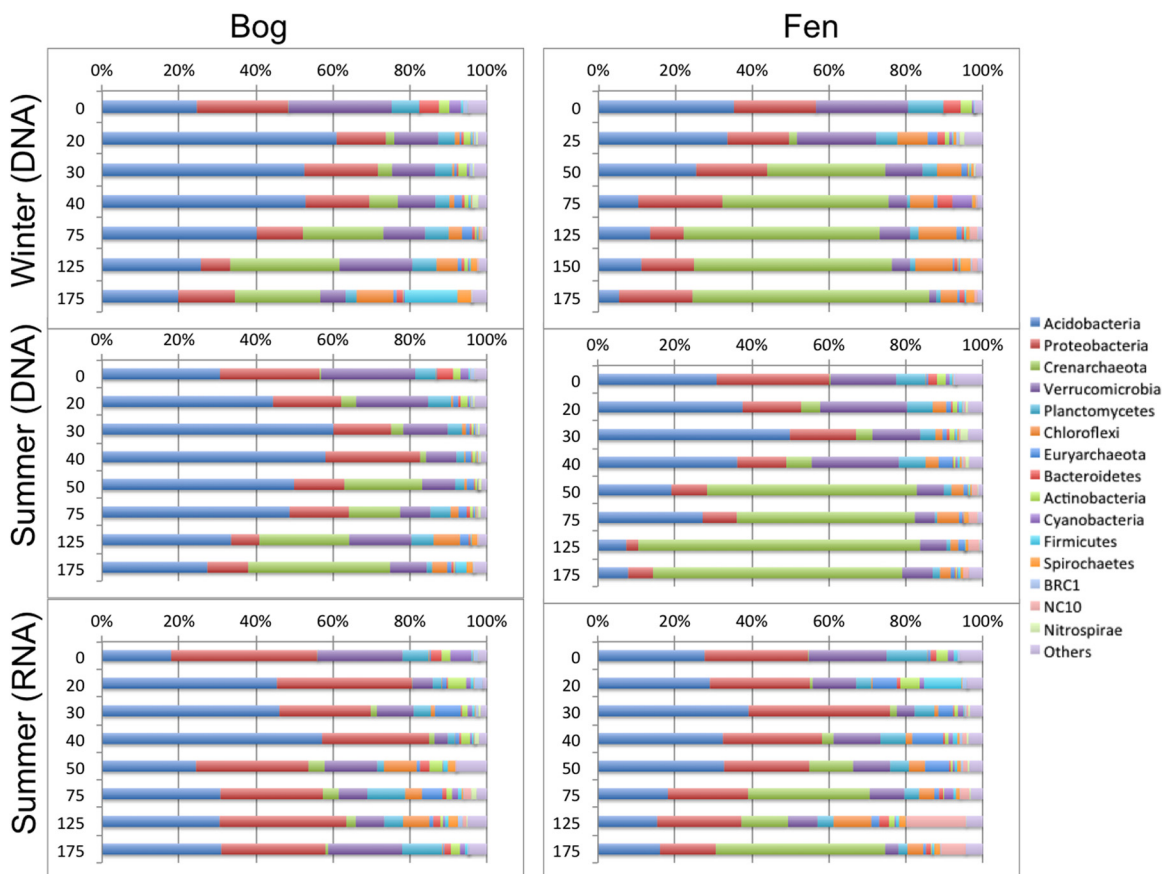 Bog
Fen
Winter (DNA)
0% 20% 40% 60% 80% 100%
0
20
30
40
75
125
175
0% 20% 40% 60% 80% 100%
0
25
50
75
125
150
175
Summer (DNA)
0% 20% 40% 60% 80% 100%
0
20
30
40
50
75
125
175
0% 20% 40% 60% 80% 100%
0
20
30
40
50
75
125
175
Summer (RNA)
0% 20% 40% 60% 80% 100%
0
20
30
40
50
75
125
175
0% 20% 40% 60% 80% 100%
0
20
30
40
50
75
125
175
Acidobacteria
Proteobacteria
Crenarchaeota
Verrucomicrobia
Planctomycetes
Chloroflexi
Euryarchaeota
Bacteroidetes
Actinobacteria
Cyanobacteria
Firmicutes
Spirochaetes
BRC1
NC10
Nitrospirae
Others